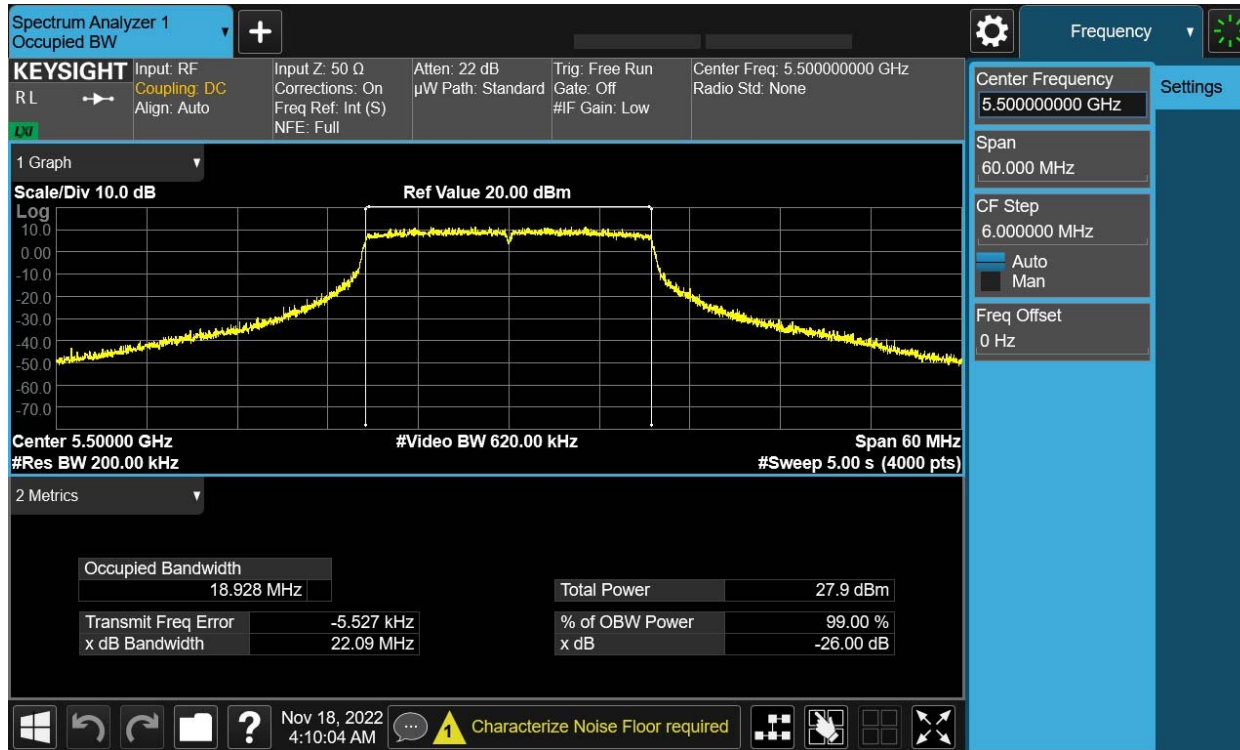 Spectrum Analyzer 1
Occupied BW
+
Frequency
KEYSIGHT
R L
LXI
Input: RF
Coupling: DC
Align: Auto
Input Z: 50 Ω
Corrections: On
Freq Ref: Int (S)
NFE: Full
Atten: 22 dB
µW Path: Standard
Trig: Free Run
Gate: Off
#IF Gain: Low
Center Freq: 5.500000000 GHz
Radio Std: None
Center Frequency
5.500000000 GHz
Settings
Span
60.000 MHz
CF Step
6.000000 MHz
Auto
Man
Freq Offset
0 Hz
1 Graph
Scale/Div 10.0 dB
Ref Value 20.00 dBm
Log
10.0
0.00
-10.0
-20.0
-30.0
-40.0
-50.0
-60.0
-70.0
Center 5.50000 GHz
#Video BW 620.00 kHz
Span 60 MHz
#Res BW 200.00 kHz
#Sweep 5.00 s (4000 pts)
2 Metrics
Occupied Bandwidth
18.928 MHz
Total Power 27.9 dBm
Transmit Freq Error -5.527 kHz
% of OBW Power 99.00 %
x dB Bandwidth 22.09 MHz
x dB -26.00 dB
?
Nov 18, 2022
4:10:04 AM
1
Characterize Noise Floor required